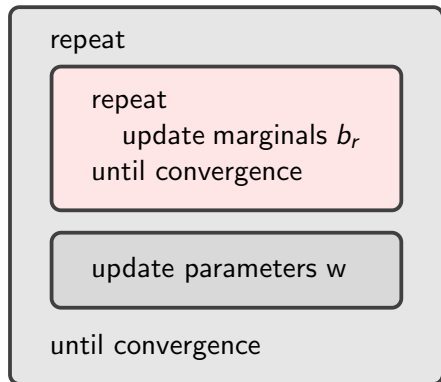 repeat
repeat
update marginals b_r
until convergence
update parameters w
until convergence